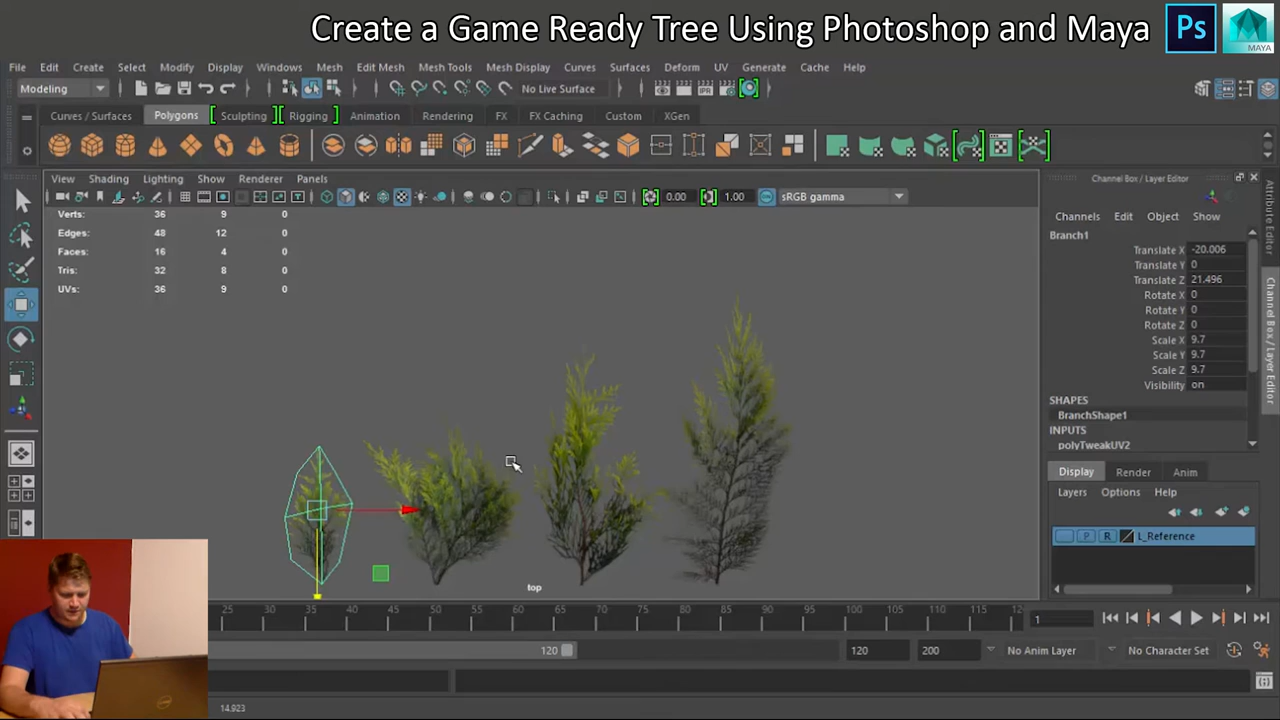 Create a Game Ready Tree Using Photoshop and Maya
Ps
MAYA
File Edit Create Select Modify Display Windows Mesh Edit Mesh Mesh Tools Mesh Display Curves Surfaces Deform UV Generate Cache Help
Modeling
No Live Surface
Curves / Surfaces Polygons Sculpting Rigging Animation Rendering FX FX Caching Custom XGen
View Shading Lighting Show Renderer Panels
0.00 1.00 sRGB gamma
Verts: 36 9 0
Edges: 48 12 0
Faces: 16 4 0
Tris: 32 8 0
UVs: 36 9 0
top
Channel Box / Layer Editor
Channels Edit Object Show
Branch1
Translate X -20.006
Translate Y 0
Translate Z 21.496
Rotate X 0
Rotate Y 0
Rotate Z 0
Scale X 9.7
Scale Y 9.7
Scale Z 9.7
Visibility on
SHAPES
BranchShape1
INPUTS
polyTweakUV2
Display Render Anim
Layers Options Help
P R L_Reference
Attribute Editor
Channel Box / Layer Editor
25 30 35 40 45 50 55 60 65 70 75 80 85 90 95 100 105 110 115 12
1
120 120 200 No Anim Layer No Character Set
14.923